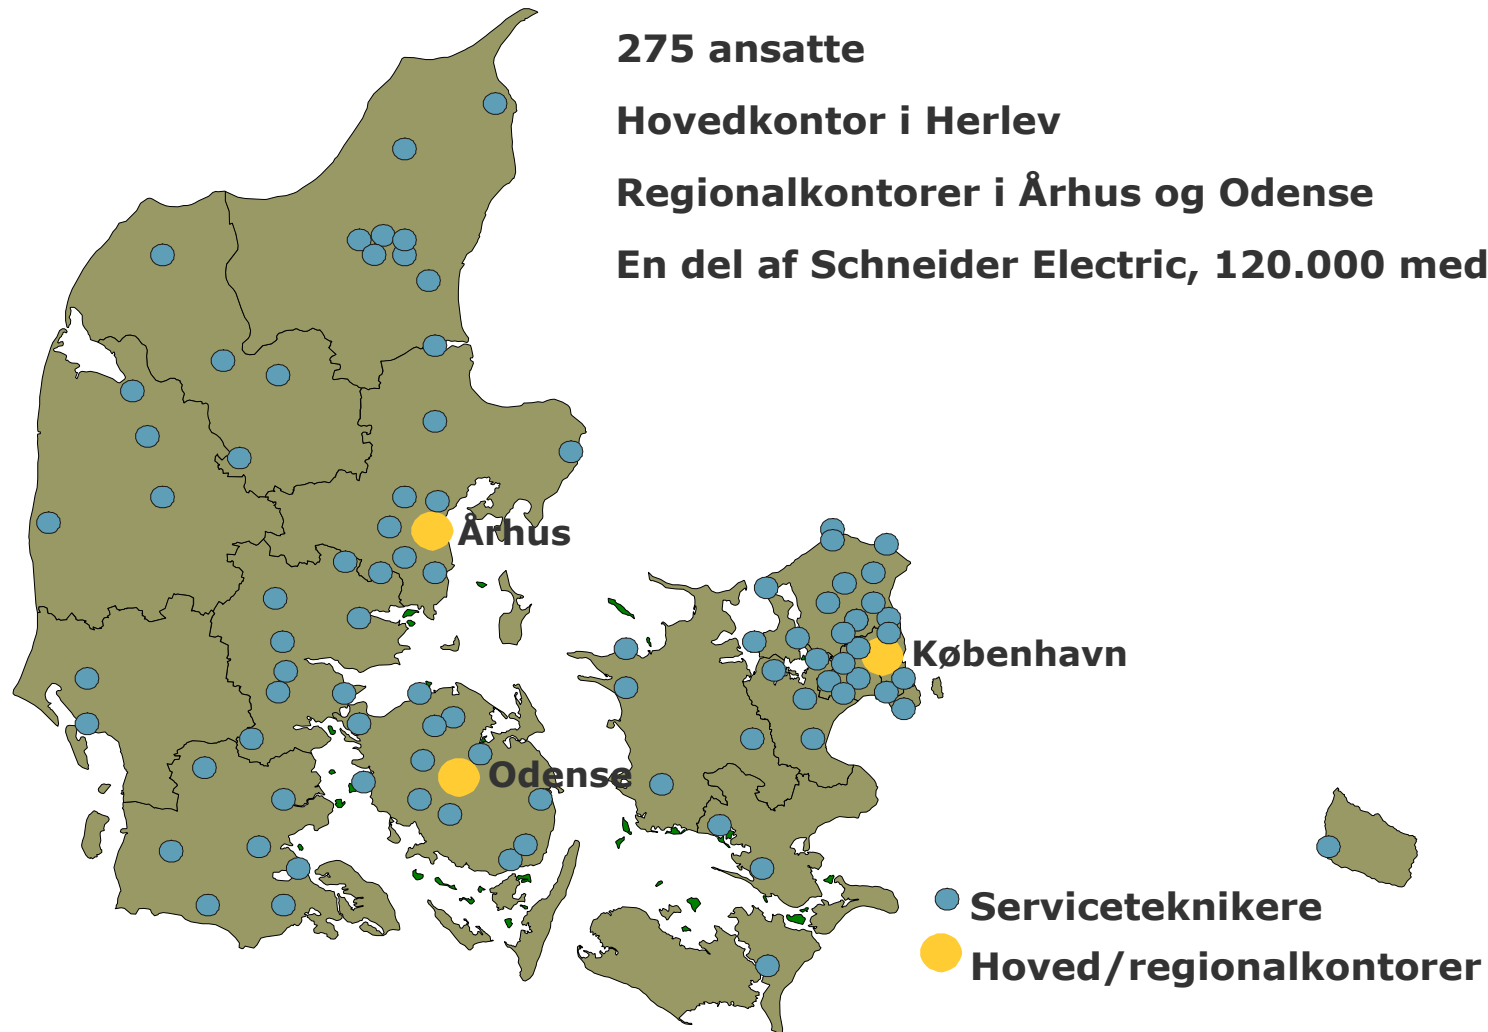 275 ansatte
Hovedkontor i Herlev
Regionalkontorer i Århus og Odense
En del af Schneider Electric, 120.000 med
Århus
København
Odense
Serviceteknikere
Hoved/regionalkontorer